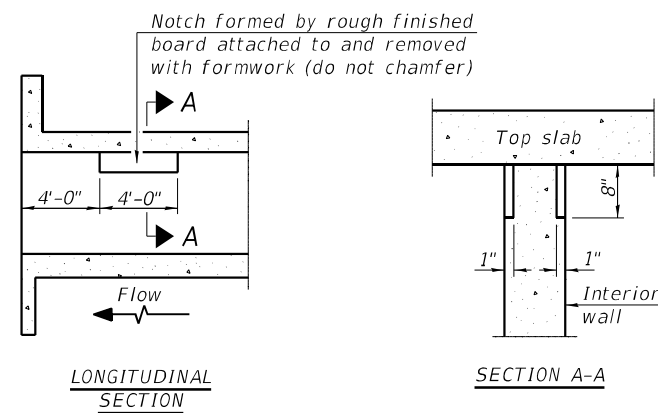 Notch formed by rough finished
board attached to and removed
with formwork (do not chamfer)
A
4'-0" 4'-0"
A
Flow
LONGITUDINAL
SECTION
Top slab
8"
1" 1"
Interior
wall
SECTION A-A